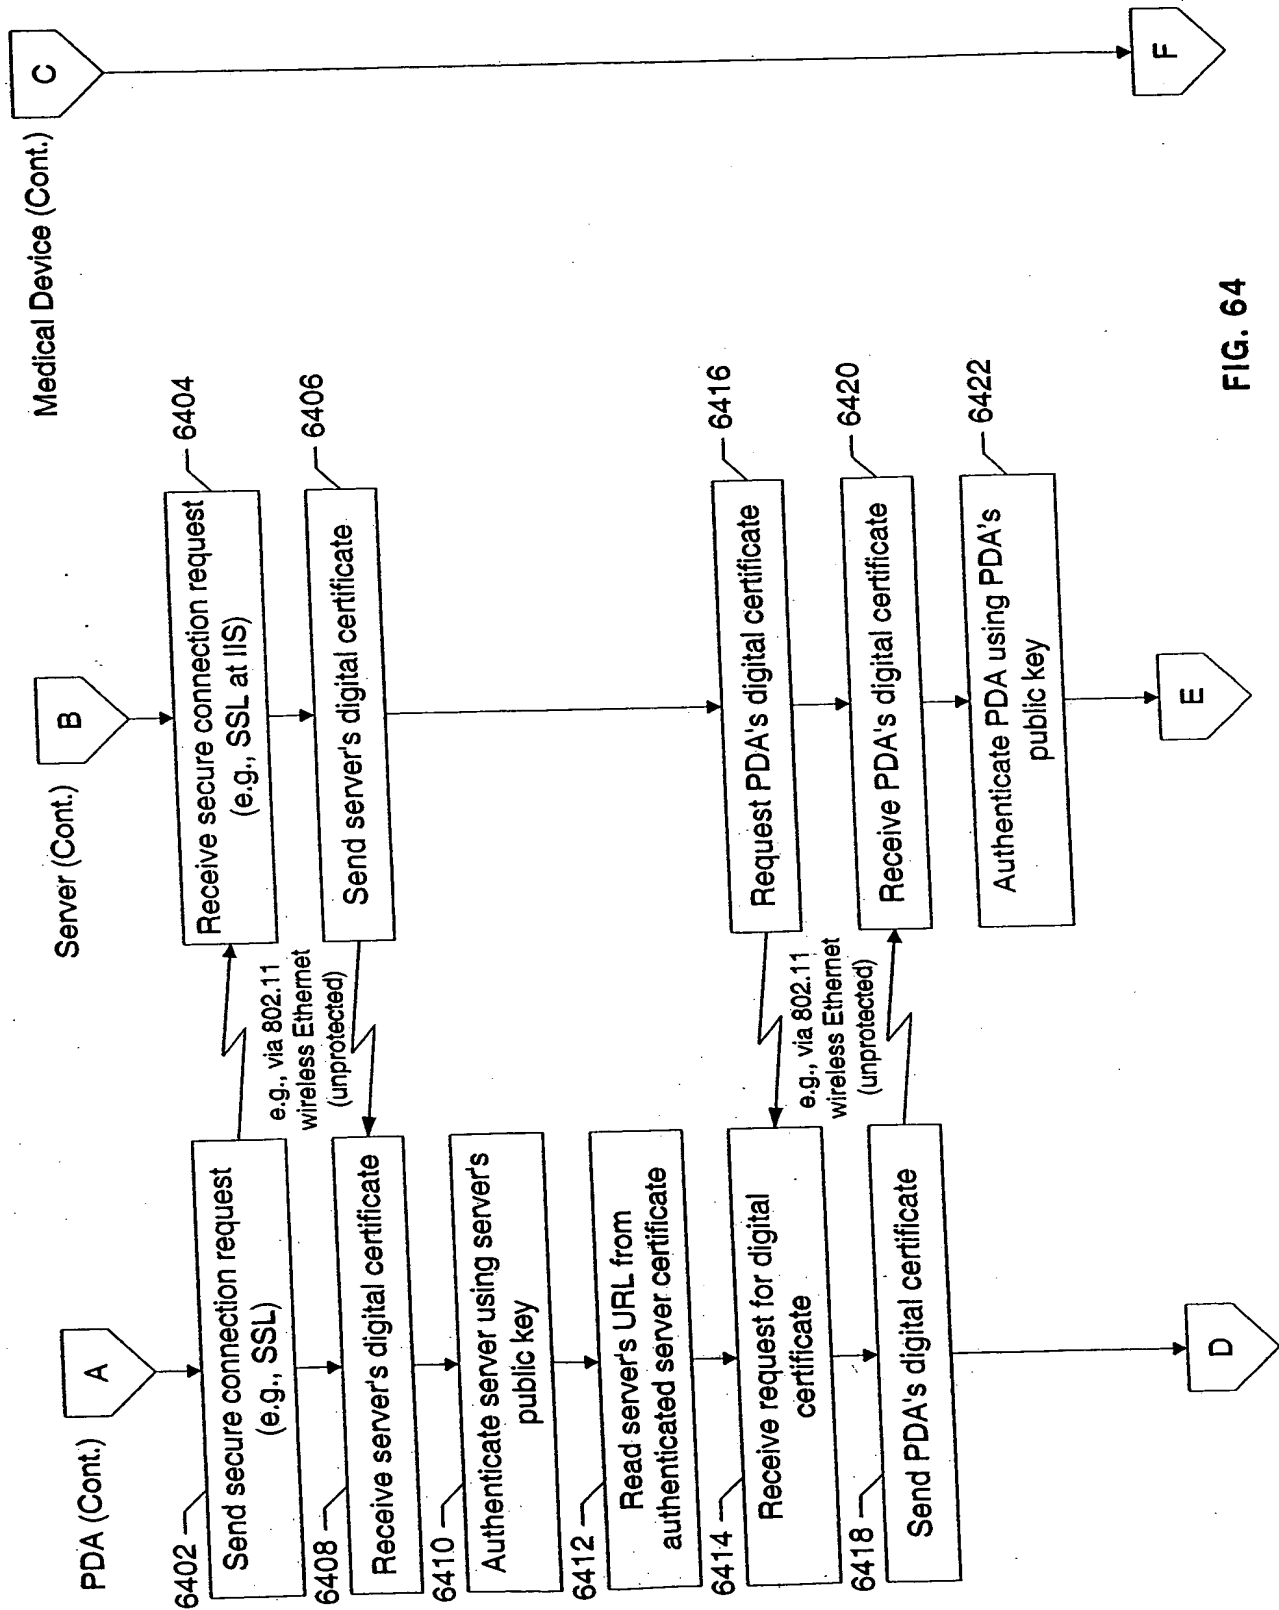 PDA (Cont.)
A
6402
Send secure connection request
(e.g., SSL)
6408
Receive server's digital certificate
6410
Authenticate server using server's
public key
6412
Read server's URL from
authenticated server certificate
6414
Receive request for digital
certificate
6418
Send PDA's digital certificate
D
e.g., via 802.11
wireless Ethernet
(unprotected)
e.g., via 802.11
wireless Ethernet
(unprotected)
Server (Cont.)
B
Receive secure connection request
(e.g., SSL at IIS)
6404
Send server's digital certificate
6406
Request PDA's digital certificate
6416
Receive PDA's digital certificate
6420
Authenticate PDA using PDA's
public key
6422
E
Medical Device (Cont.)
C
F
FIG. 64